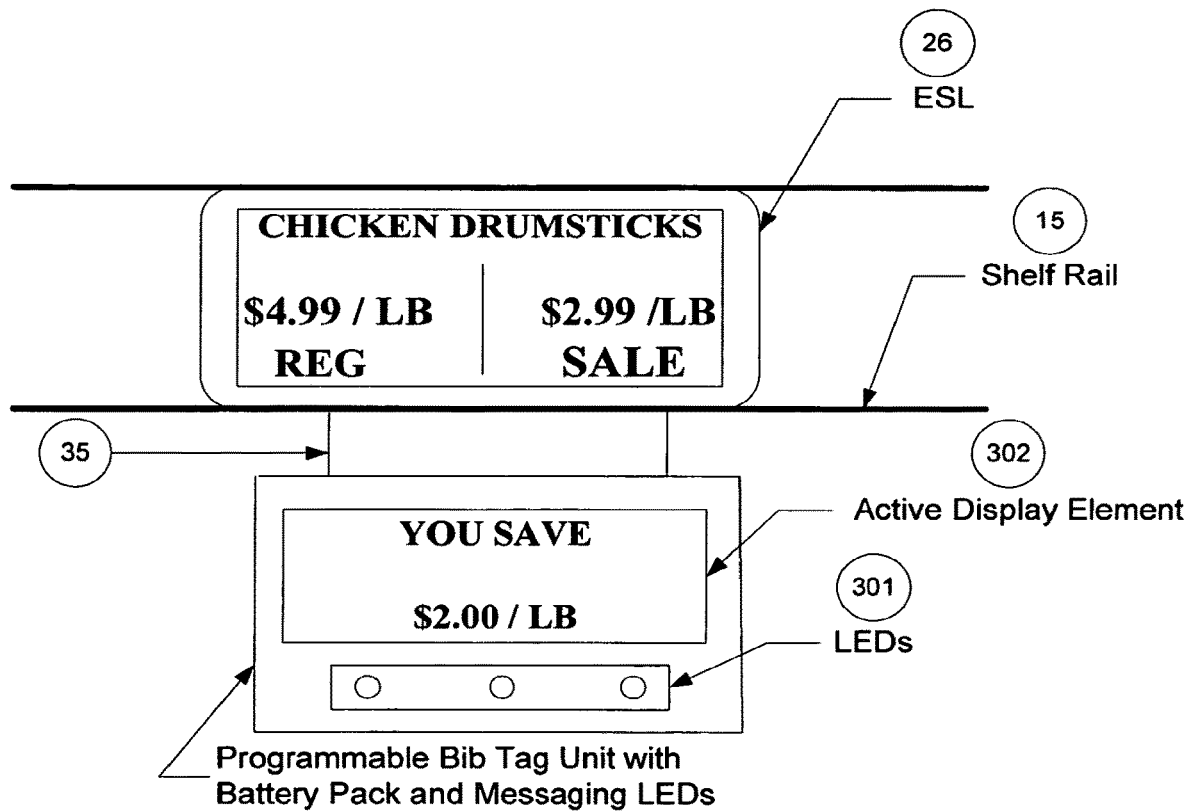 26
ESL
CHICKEN DRUMSTICKS
$4.99 / LB
REG
$2.99 /LB
SALE
15
Shelf Rail
35
302
Active Display Element
YOU SAVE
$2.00 / LB
301
LEDs
Programmable Bib Tag Unit with
Battery Pack and Messaging LEDs